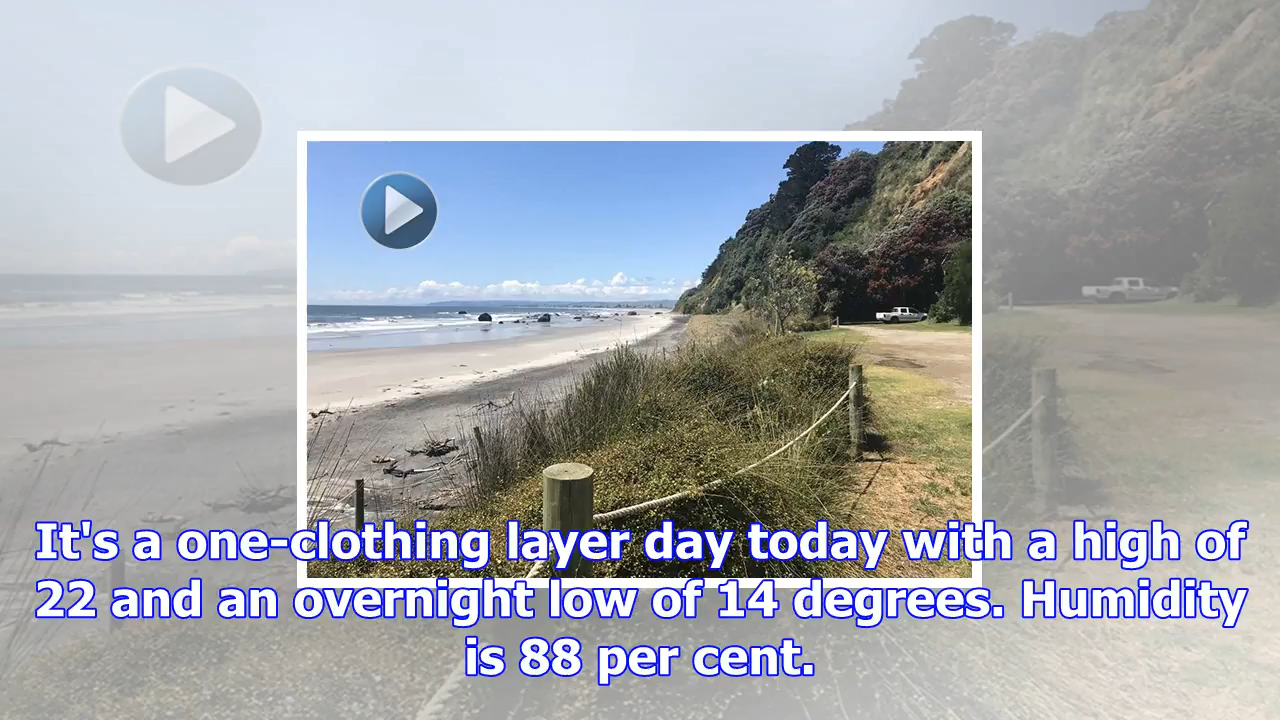 It's a one-clothing layer day today with a high of
22 and an overnight low of 14 degrees. Humidity
is 88 per cent.